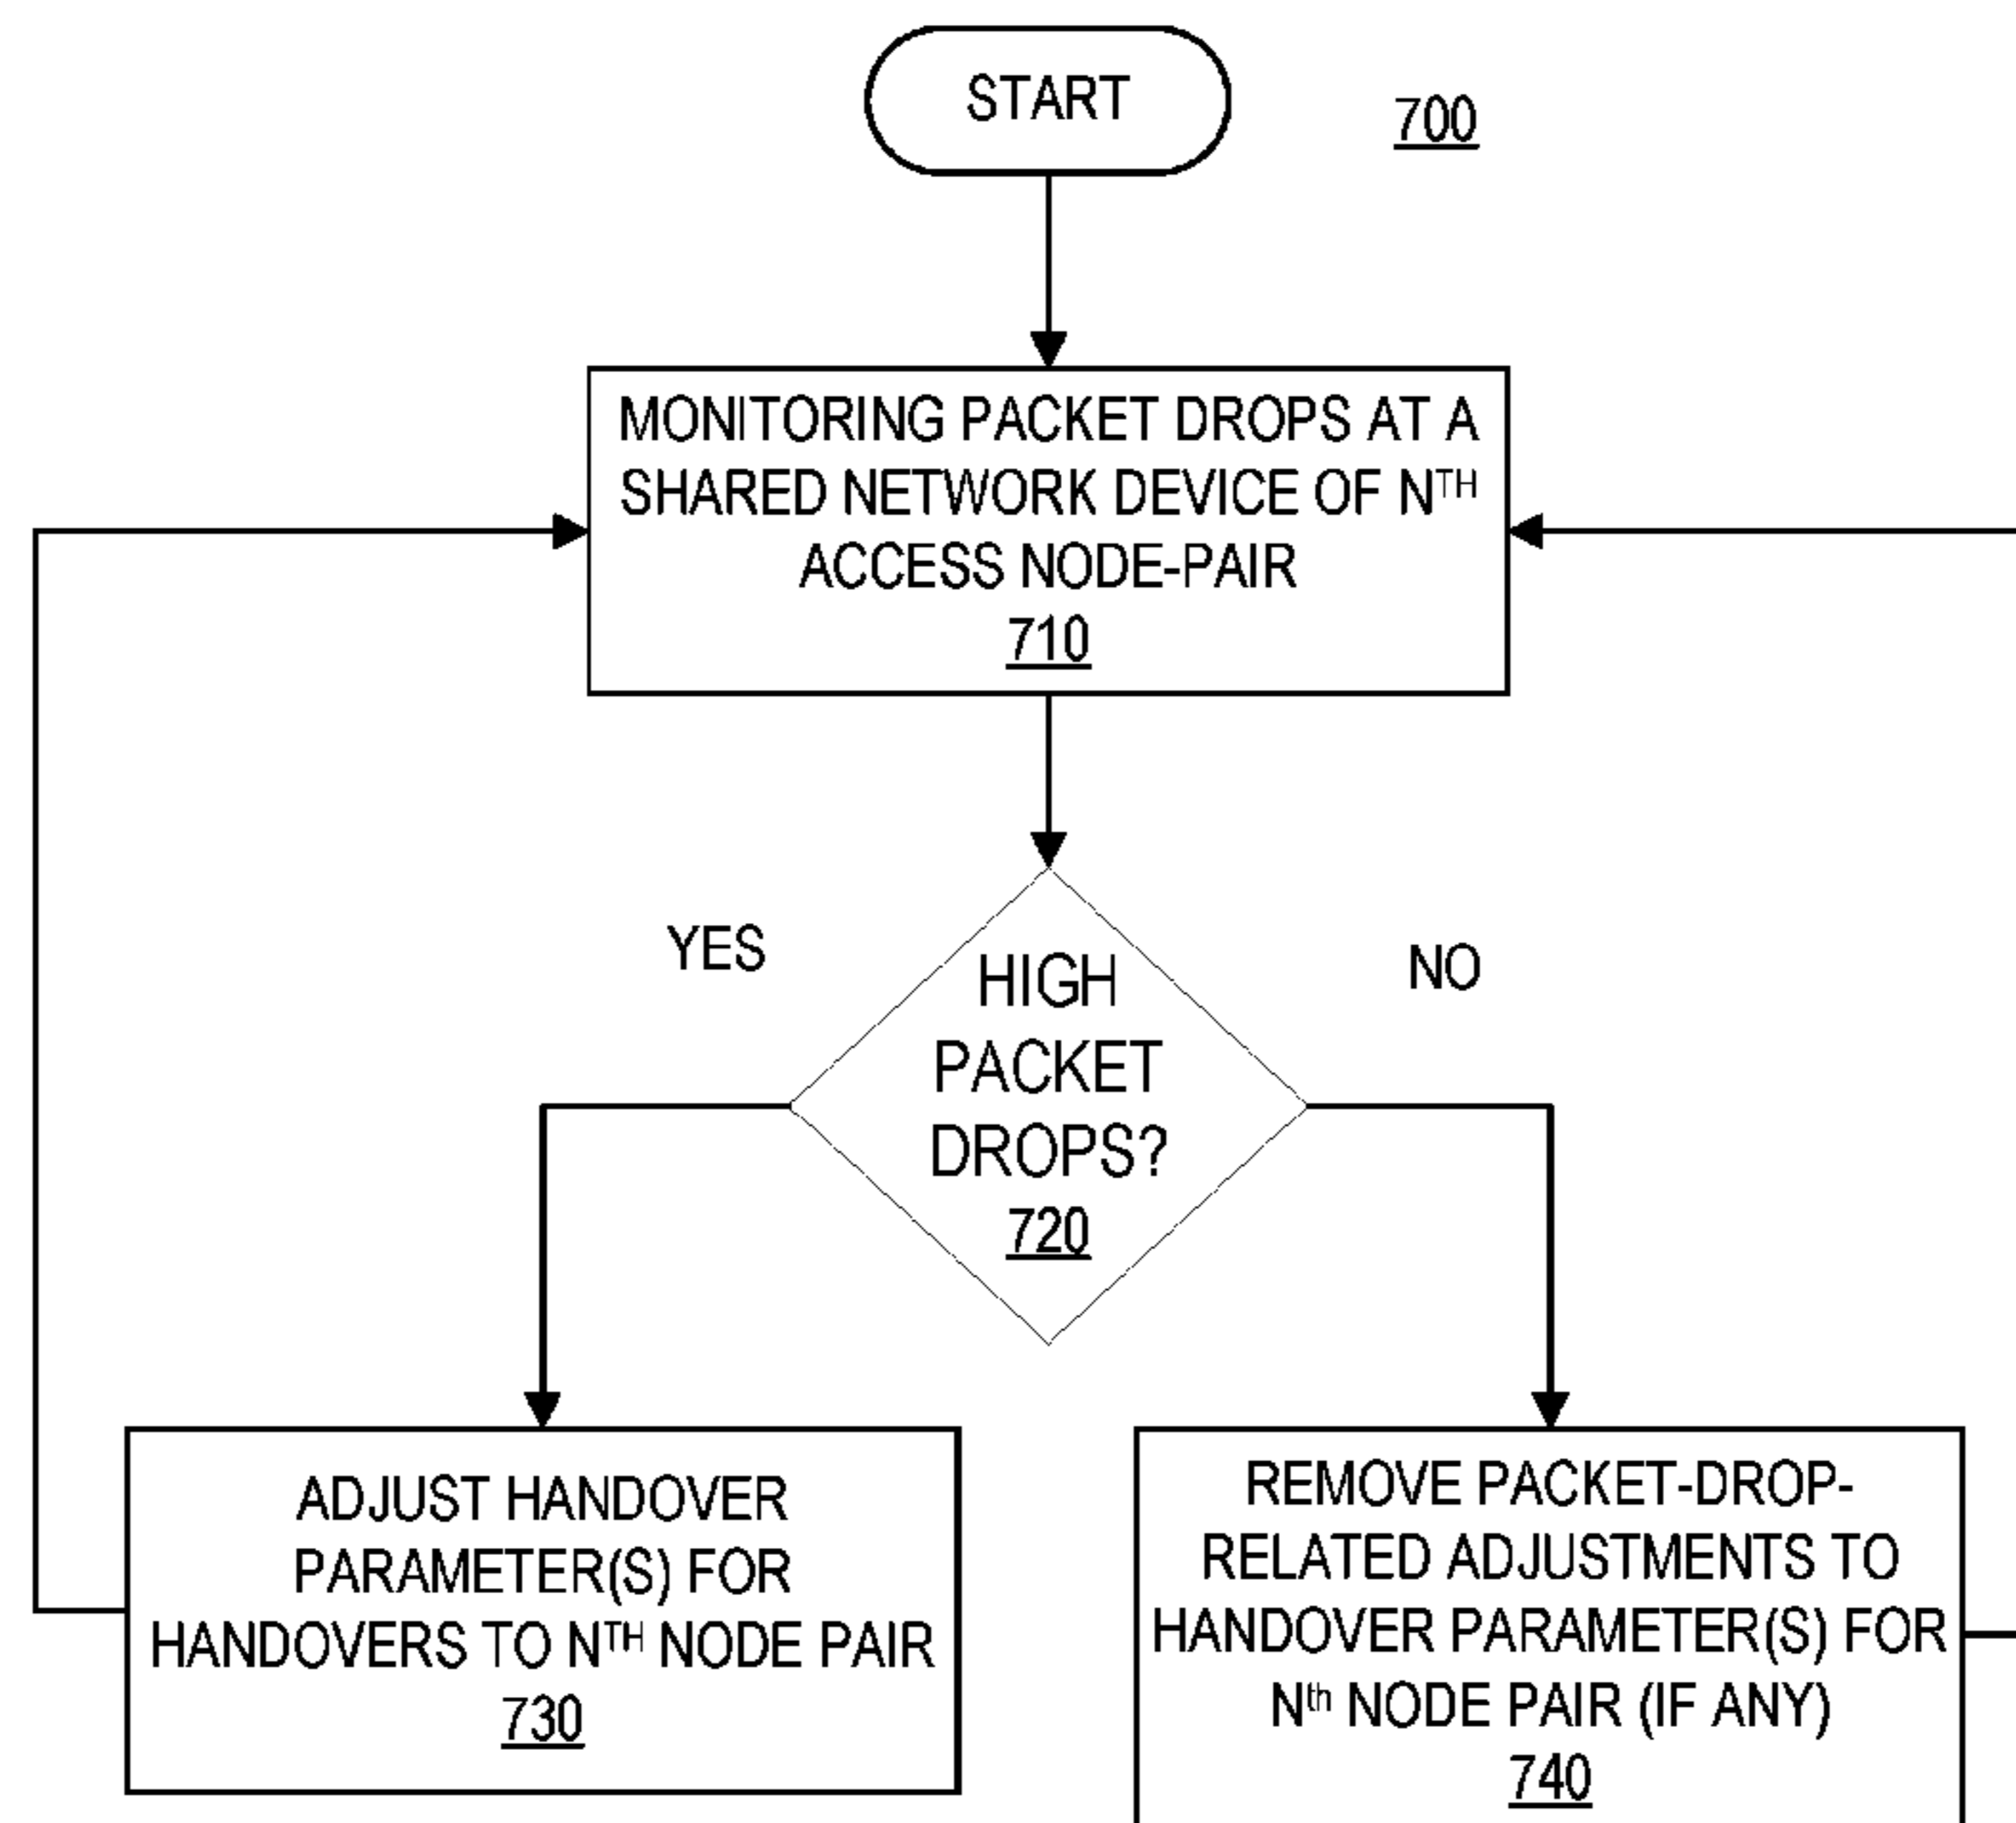 START
700
MONITORING PACKET DROPS AT A
SHARED NETWORK DEVICE OF NTH
ACCESS NODE-PAIR
710
YES
NO
HIGH
PACKET
DROPS?
720
ADJUST HANDOVER
PARAMETER(S) FOR
HANDOVERS TO NTH NODE PAIR
730
REMOVE PACKET-DROP-
RELATED ADJUSTMENTS TO
HANDOVER PARAMETER(S) FOR
Nth NODE PAIR (IF ANY)
740